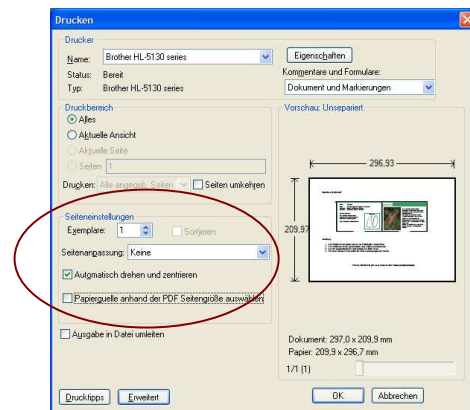 Drucken
Drucker
Name: Brother HL-5130 series
Eigenschaften
Status: Bereit
Kommentare und Formulare:
Typ: Brother HL-5130 series
Dokument und Markierungen
Druckbereich
Vorschau: Unsepariert
Alles
Aktuelle Ansicht
Aktuelle Seite
Seiten 1
Drucken: Alle angegeb. Seiten
Seiten umkehren
296,93
209,97
Seiteneinstellungen
Exemplare: 1
Sortieren
Seitenanpassung: Keine
Automatisch drehen und zentrieren
Papierquelle anhand der PDF Seitengröße auswählen
Ausgabe in Datei umleiten
Dokument: 297,0 x 209,9 mm
Papier: 209,9 x 296,7 mm
1/1 (1)
Drucktipps
Erweitert
OK
Abbrechen